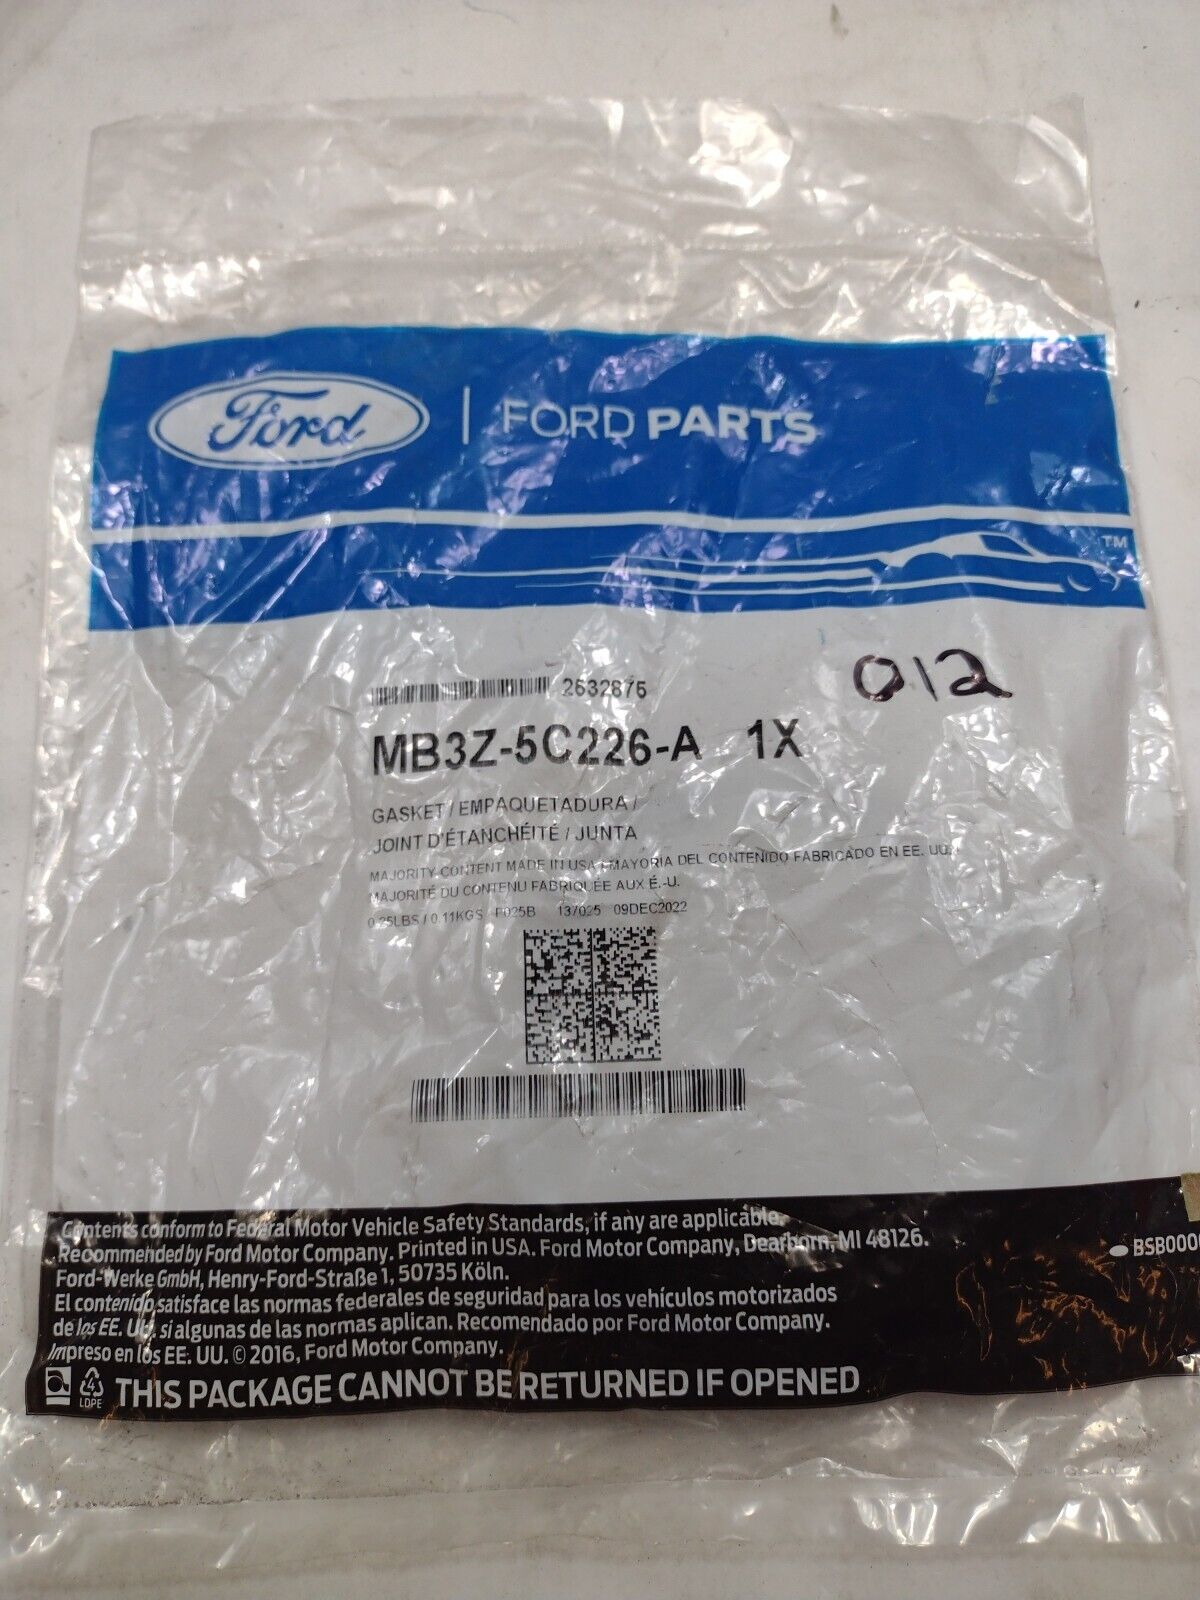 Ford | FORD PARTS
TM
012
2532875
MB3Z-5C226-A 1X
GASKET / EMPAQUETADURA /
JOINT D'ÉTANCHÉITÉ / JUNTA
MAJORITY CONTENT MADE IN USA / MAYORIA DEL CONTENIDO FABRICADO EN EE. UU. /
MAJORITÉ DU CONTENU FABRIQUÉE AUX É.-U.
0.25LBS / 0.11KGS P025B 137025 09DEC2022
Contents conform to Federal Motor Vehicle Safety Standards, if any are applicable.
Recommended by Ford Motor Company. Printed in USA. Ford Motor Company, Dearborn, MI 48126.
Ford-Werke GmbH, Henry-Ford-Straße 1, 50735 Köln.
El contenido satisface las normas federales de seguridad para los vehículos motorizados
de los EE. UU. si algunas de las normas aplican. Recomendado por Ford Motor Company.
Impreso en los EE. UU. © 2016, Ford Motor Company.
4
LDPE
THIS PACKAGE CANNOT BE RETURNED IF OPENED